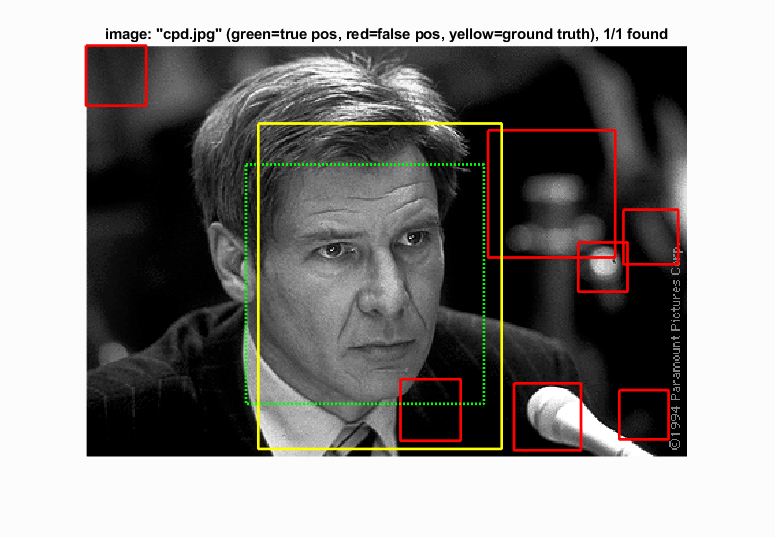 image: "cpd.jpg" (green=true pos, red=false pos, yellow=ground truth), 1/1 found
©1994 Paramount Pictures Corp.